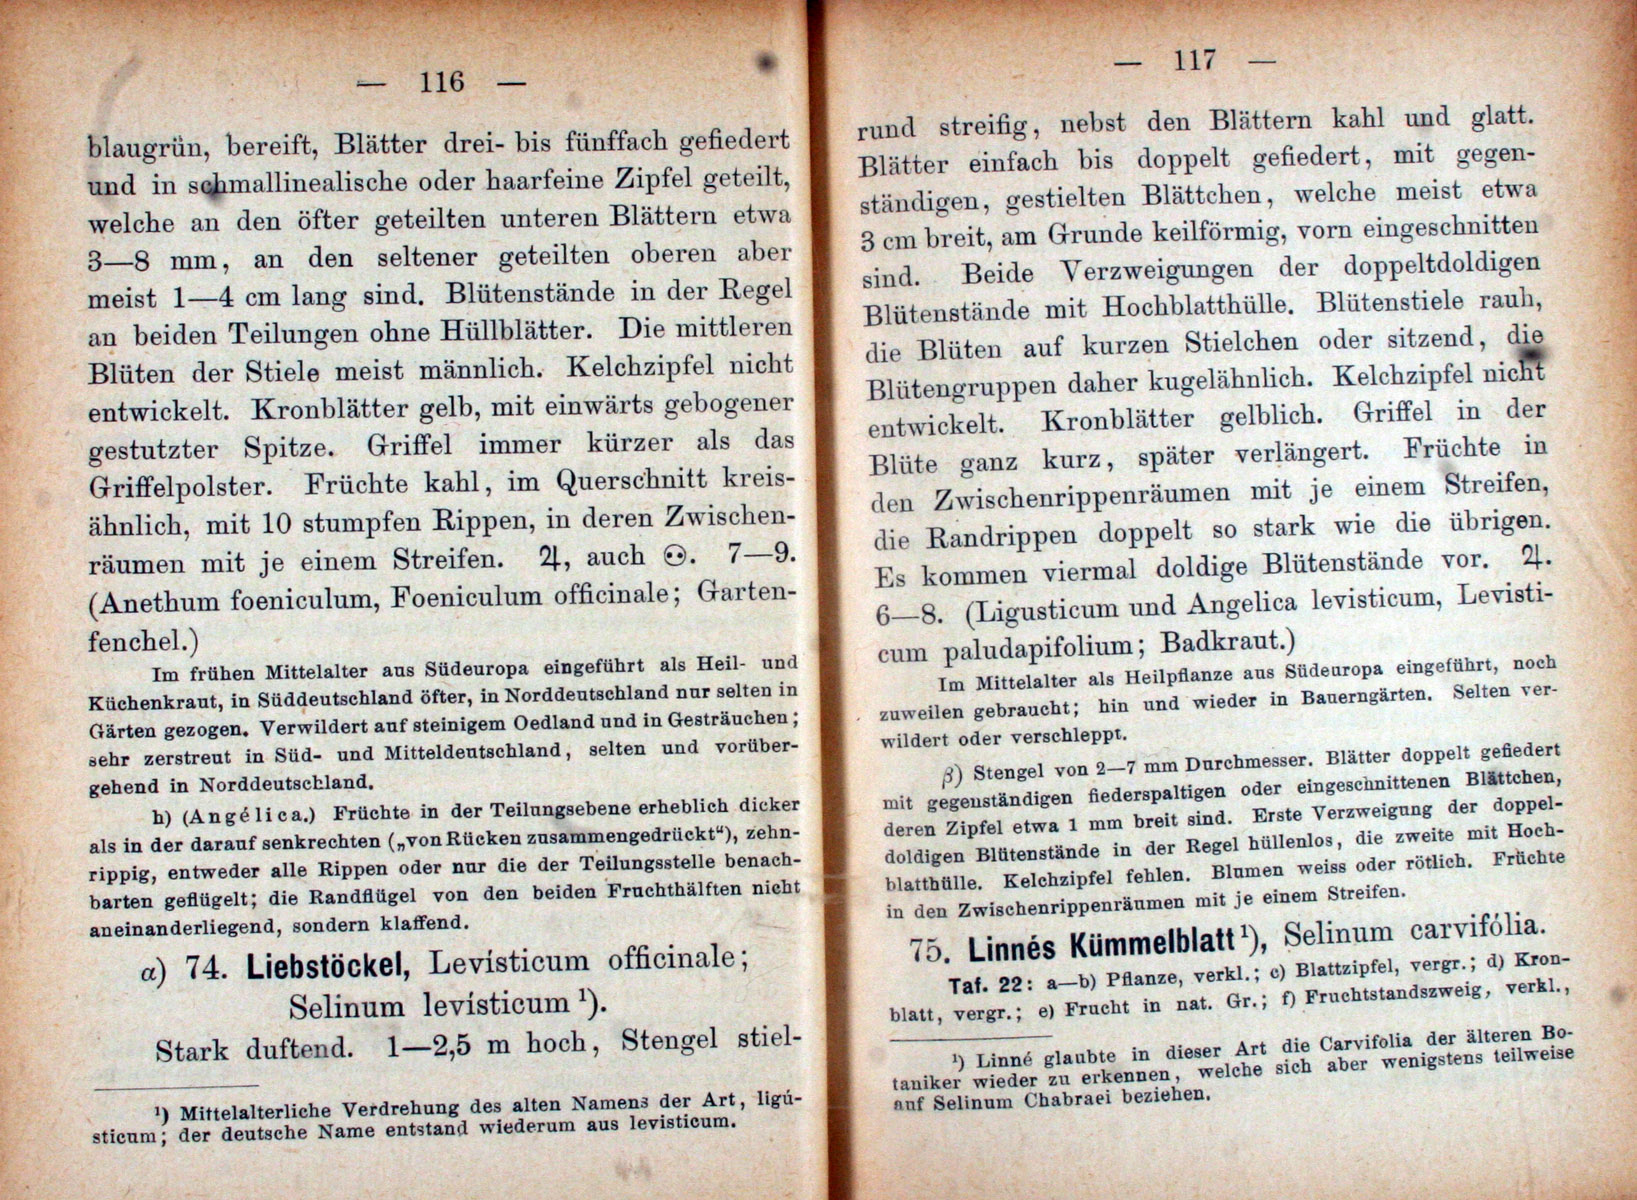 — 116 —
blaugrün, bereift, Blätter drei- bis fünffach gefiedert
und in schmallinealische oder haarfeine Zipfel geteilt,
welche an den öfter geteilten unteren Blättern etwa
3—8 mm, an den seltener geteilten oberen aber
meist 1—4 cm lang sind. Blütenstände in der Regel
an beiden Teilungen ohne Hüllblätter. Die mittleren
Blüten der Stiele meist männlich. Kelchzipfel nicht
entwickelt. Kronblätter gelb, mit einwärts gebogener
gestutzter Spitze. Griffel immer kürzer als das
Griffelpolster. Früchte kahl, im Querschnitt kreis-
ähnlich, mit 10 stumpfen Rippen, in deren Zwischen-
räumen mit je einem Streifen. ♃, auch ⚇. 7—9.
(Anethum foeniculum, Foeniculum officinale; Garten-
fenchel.)
Im frühen Mittelalter aus Südeuropa eingeführt als Heil- und
Küchenkraut, in Süddeutschland öfter, in Norddeutschland nur selten in
Gärten gezogen. Verwildert auf steinigem Oedland und in Gesträuchen;
sehr zerstreut in Süd- und Mitteldeutschland, selten und vorüber-
gehend in Norddeutschland.
h) (Angélica.) Früchte in der Teilungsebene erheblich dicker
als in der darauf senkrechten („von Rücken zusammengedrückt“), zehn-
rippig, entweder alle Rippen oder nur die der Teilungsstelle benach-
barten geflügelt; die Randflügel von den beiden Fruchthälften nicht
aneinanderliegend, sondern klaffend.
α) 74. Liebstöckel, Levísticum officinale;
Selinum levísticum ¹).
Stark duftend. 1—2,5 m hoch, Stengel stiel-
¹) Mittelalterliche Verdrehung des alten Namens der Art, ligú-
sticum; der deutsche Name entstand wiederum aus levisticum.
— 117 —
rund streifig, nebst den Blättern kahl und glatt.
Blätter einfach bis doppelt gefiedert, mit gegen-
ständigen, gestielten Blättchen, welche meist etwa
3 cm breit, am Grunde keilförmig, vorn eingeschnitten
sind. Beide Verzweigungen der doppeltdoldigen
Blütenstände mit Hochblatthülle. Blütenstiele rauh,
die Blüten auf kurzen Stielchen oder sitzend, die
Blütengruppen daher kugelähnlich. Kelchzipfel nicht
entwickelt. Kronblätter gelblich. Griffel in der
Blüte ganz kurz, später verlängert. Früchte in
den Zwischenrippenräumen mit je einem Streifen,
die Randrippen doppelt so stark wie die übrigen.
Es kommen viermal doldige Blütenstände vor. ♃.
6—8. (Ligusticum und Angelica levisticum, Levisti-
cum paludapifolium; Badkraut.)
Im Mittelalter als Heilpflanze aus Südeuropa eingeführt, noch
zuweilen gebraucht; hin und wieder in Bauerngärten. Selten ver-
wildert oder verschleppt.
β) Stengel von 2—7 mm Durchmesser. Blätter doppelt gefiedert
mit gegenständigen fiederspaltigen oder eingeschnittenen Blättchen,
deren Zipfel etwa 1 mm breit sind. Erste Verzweigung der doppel-
doldigen Blütenstände in der Regel hüllenlos, die zweite mit Hoch-
blatthülle. Kelchzipfel fehlen. Blumen weiss oder rötlich. Früchte
in den Zwischenrippenräumen mit je einem Streifen.
75. Linnés Kümmelblatt ¹), Selinum carvifólia.
Taf. 22: a—b) Pflanze, verkl.; c) Blattzipfel, vergr.; d) Kron-
blatt, vergr.; e) Frucht in nat. Gr.; f) Fruchtstandszweig, verkl.,
¹) Linné glaubte in dieser Art die Carvifolia der älteren Bo-
taniker wieder zu erkennen, welche sich aber wenigstens teilweise
auf Selinum Chabraei beziehen.